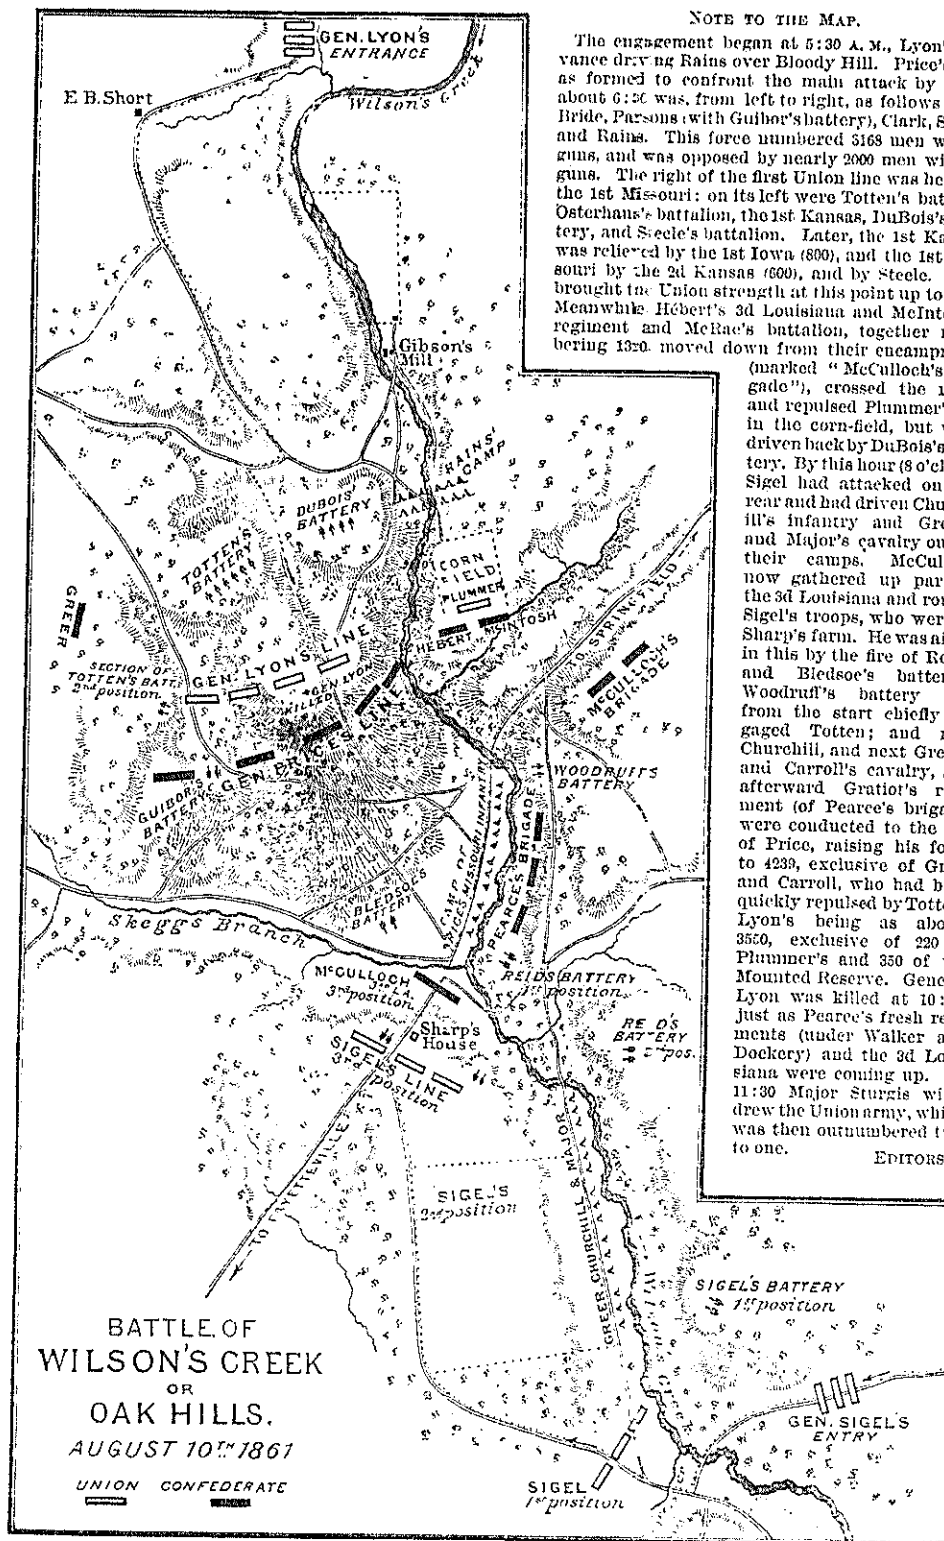 NOTE TO THE MAP.
The engagement began at 5:30 A. M., Lyon'
vance driving Rains over Bloody Hill. Price's
as formed to confront the main attack by
about 6:30 was, from left to right, as follows
Bride, Parsons (with Guibor's battery), Clark, S
and Rains. This force numbered 3168 men w
guns, and was opposed by nearly 2000 men wi
guns. The right of the first Union line was he
the 1st Missouri: on its left were Totten's bat
Osterhaus's battalion, the 1st Kansas, DuBois's
tery, and Steele's battalion. Later, the 1st Ka
was relieved by the 1st Iowa (800), and the 1st
souri by the 2d Kansas (600), and by Steele.
brought the Union strength at this point up to
Meanwhile Hébert's 3d Louisiana and McInt
regiment and McRae's battalion, together n
bering 1320. moved down from their encamp
(marked "McCulloch's
gade"), crossed the
and repulsed Plummer'
in the corn-field, but
driven back by DuBois's
tery. By this hour (8 o'cl
Sigel had attacked on
rear and had driven Chu
ill's infantry and Gre
and Major's cavalry ou
their camps. McCul
now gathered up par
the 3d Louisiana and ro
Sigel's troops, who wer
Sharp's farm. He was ai
in this by the fire of Re
and Bledsoe's batter
Woodruff's battery
from the start chiefly
gaged Totten; and
Churchill, and next Gre
and Carroll's cavalry,
afterward Gratiot's r
ment (of Pearce's briga
were conducted to the
of Price, raising his fo
to 4239, exclusive of Gr
and Carroll, who had b
quickly repulsed by Totte
Lyon's being as abo
3550, exclusive of 220
Plummer's and 350 of
Mounted Reserve. Gene
Lyon was killed at 10:
just as Pearce's fresh re
ments (under Walker a
Dockery) and the 3d Lo
siana were coming up.
11:30 Major Sturgis wi
drew the Union army, whi
was then outnumbered t
to one.
EDITORS
GEN. LYON'S
ENTRANCE
E. B. Short
Wilson's Creek
Gibson's
Mill
RAINS'
CAMP
DUBOIS'
BATTERY
TOTTEN'S
BATTERY
CORN
FIELD
PLUMMER
HEBERT McINTOSH
GREER
SECTION OF
TOTTEN'S BATT.
2nd position.
GEN. LYON'S LINE
+GEN. LYON
KILLED
TO SPRINGFIELD
McCULLOCH'S
BRIGADE
GEN. PRICE'S LINE
GUIBOR'S
BATTERY
WOODRUFF'S
BATTERY
BLEDSOE'S
BATTERY
CAMP OF
PRICE'S MISSOURI INFANTRY
PEARCE'S BRIGADE
Skeggs Branch
McCULLOCH
3rd LA.
3rd position.
REID'S BATTERY
1st position.
Sharp's
House
REID'S
BATTERY
2nd pos.
SIGEL'S LINE
3rd position
TO FAYETTEVILLE
SIGEL'S
2nd position
GREER, CHURCHILL & MAJOR
Wilson's Creek
SIGEL'S BATTERY
1st position
GEN. SIGEL'S
ENTRY
SIGEL
1st position
BATTLE OF
WILSON'S CREEK
OR
OAK HILLS.
AUGUST 10TH 1861
UNION CONFEDERATE